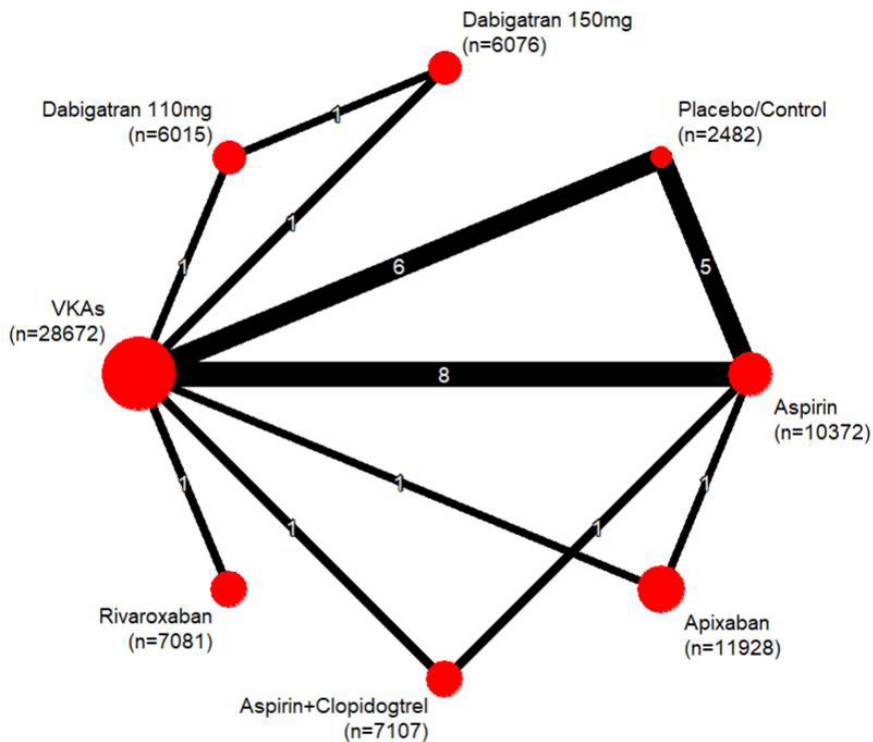 Dabigatran 150mg
(n=6076)
Dabigatran 110mg
(n=6015)
1
Placebo/Control
(n=2482)
1
1
6
5
VKAs
(n=28672)
8
Aspirin
(n=10372)
1
1
1
1
1
Rivaroxaban
(n=7081)
Apixaban
(n=11928)
Aspirin+Clopidogtrel
(n=7107)